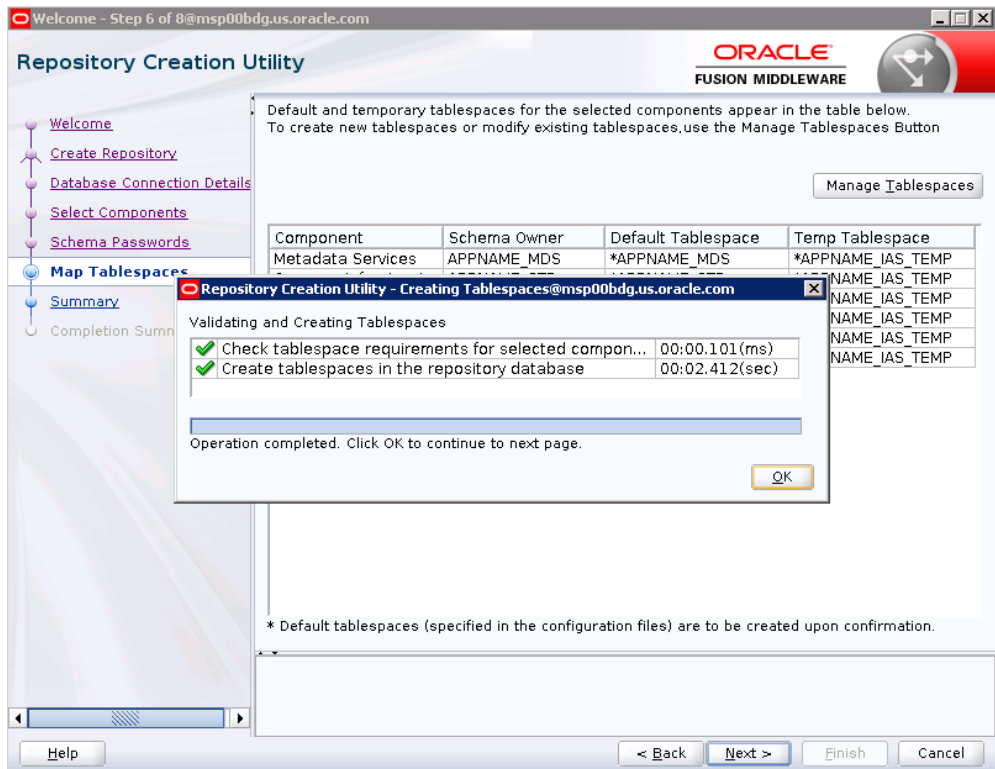 Welcome - Step 6 of 8@msp00bdg.us.oracle.com
Repository Creation Utility
ORACLE
FUSION MIDDLEWARE
Welcome
Create Repository
Database Connection Details
Select Components
Schema Passwords
Map Tablespaces
Summary
Completion Summ
Default and temporary tablespaces for the selected components appear in the table below.
To create new tablespaces or modify existing tablespaces,use the Manage Tablespaces Button
Manage Tablespaces
Component Schema Owner Default Tablespace Temp Tablespace
Metadata Services APPNAME_MDS *APPNAME_MDS *APPNAME_IAS_TEMP
NAME_IAS_TEMP
NAME_IAS_TEMP
NAME_IAS_TEMP
NAME_IAS_TEMP
NAME_IAS_TEMP
Repository Creation Utility - Creating Tablespaces@msp00bdg.us.oracle.com
Validating and Creating Tablespaces
Check tablespace requirements for selected compon... 00:00.101(ms)
Create tablespaces in the repository database 00:02.412(sec)
Operation completed. Click OK to continue to next page.
OK
* Default tablespaces (specified in the configuration files) are to be created upon confirmation.
Help
< Back
Next >
Finish
Cancel